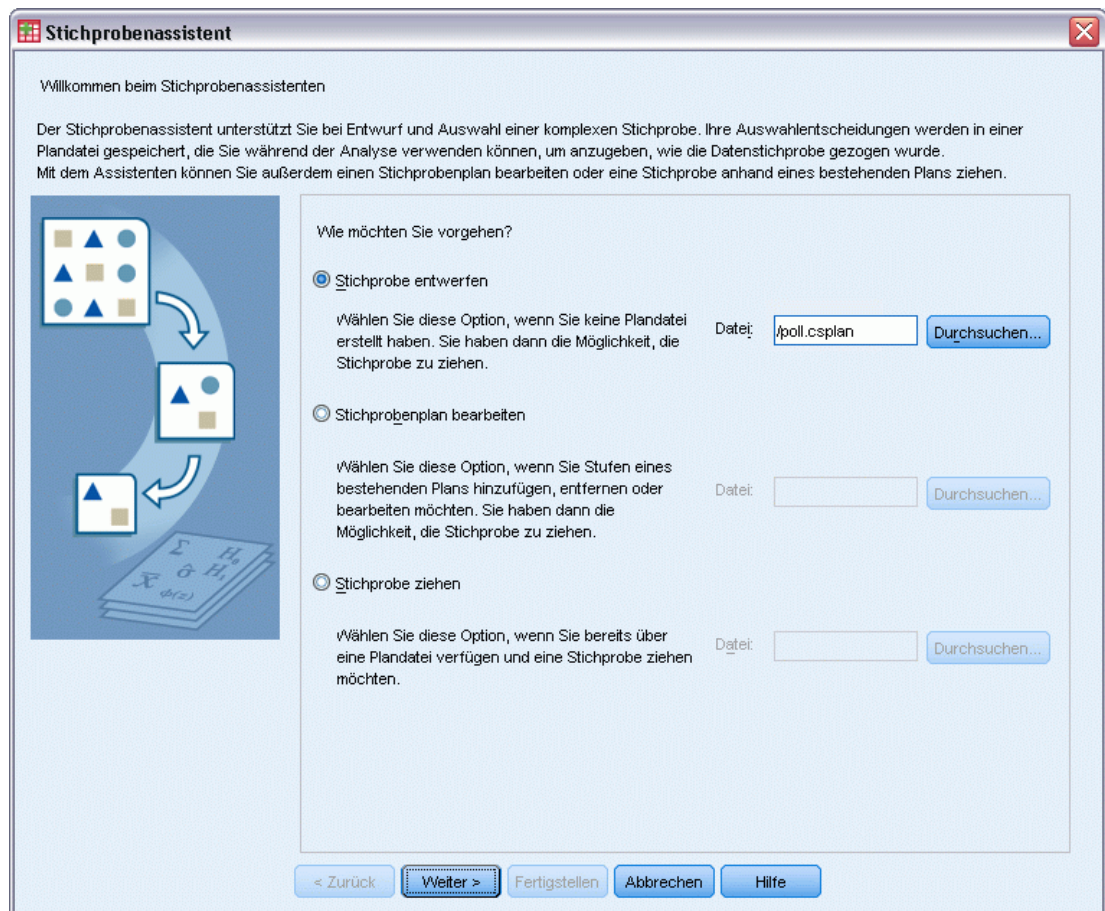 Stichprobenassistent
Willkommen beim Stichprobenassistenten
Der Stichprobenassistent unterstützt Sie bei Entwurf und Auswahl einer komplexen Stichprobe. Ihre Auswahlentscheidungen werden in einer
Plandatei gespeichert, die Sie während der Analyse verwenden können, um anzugeben, wie die Datenstichprobe gezogen wurde.
Mit dem Assistenten können Sie außerdem einen Stichprobenplan bearbeiten oder eine Stichprobe anhand eines bestehenden Plans ziehen.
Wie möchten Sie vorgehen?
Stichprobe entwerfen
Wählen Sie diese Option, wenn Sie keine Plandatei
erstellt haben. Sie haben dann die Möglichkeit, die
Stichprobe zu ziehen.
Datei: /poll.csplan Durchsuchen...
Stichprobenplan bearbeiten
Wählen Sie diese Option, wenn Sie Stufen eines
bestehenden Plans hinzufügen, entfernen oder
bearbeiten möchten. Sie haben dann die
Möglichkeit, die Stichprobe zu ziehen.
Datei: Durchsuchen...
Stichprobe ziehen
Wählen Sie diese Option, wenn Sie bereits über
eine Plandatei verfügen und eine Stichprobe ziehen
möchten.
Datei: Durchsuchen...
Σ H₀
x̅ σ̂ H₁
ϕ(z)
< Zurück Weiter > Fertigstellen Abbrechen Hilfe